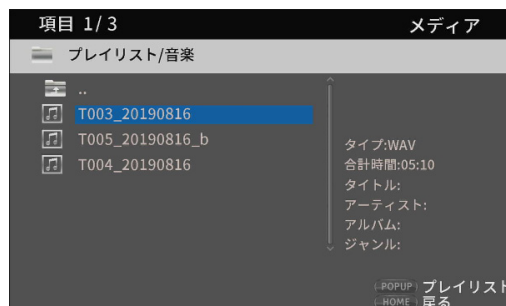 項目 1/3
メディア
プレイリスト/音楽
..
T003_20190816
T005_20190816_b
T004_20190816
タイプ:WAV
合計時間:05:10
タイトル:
アーティスト:
アルバム:
ジャンル:
POPUP プレイリスト
HOME 戻る